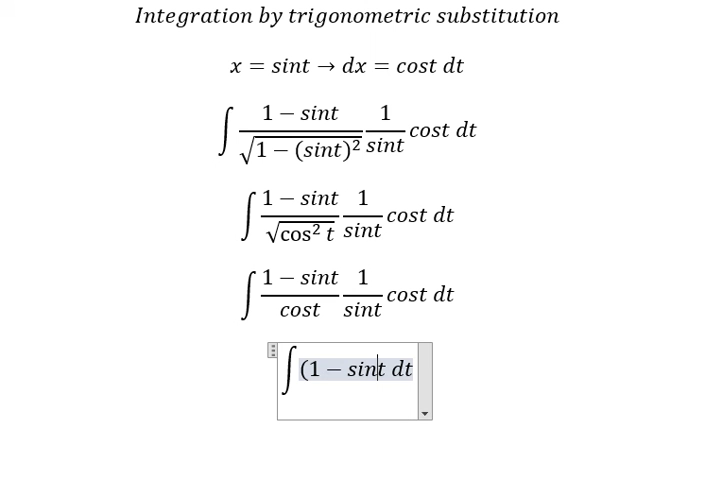 Integration by trigonometric substitution
x = sint → dx = cost dt
∫ (1 − sint)/√(1 − (sint)²) 1/sint cost dt
∫ (1 − sint)/√(cos² t) 1/sint cost dt
∫ (1 − sint)/cost 1/sint cost dt
∫ (1 − sint dt